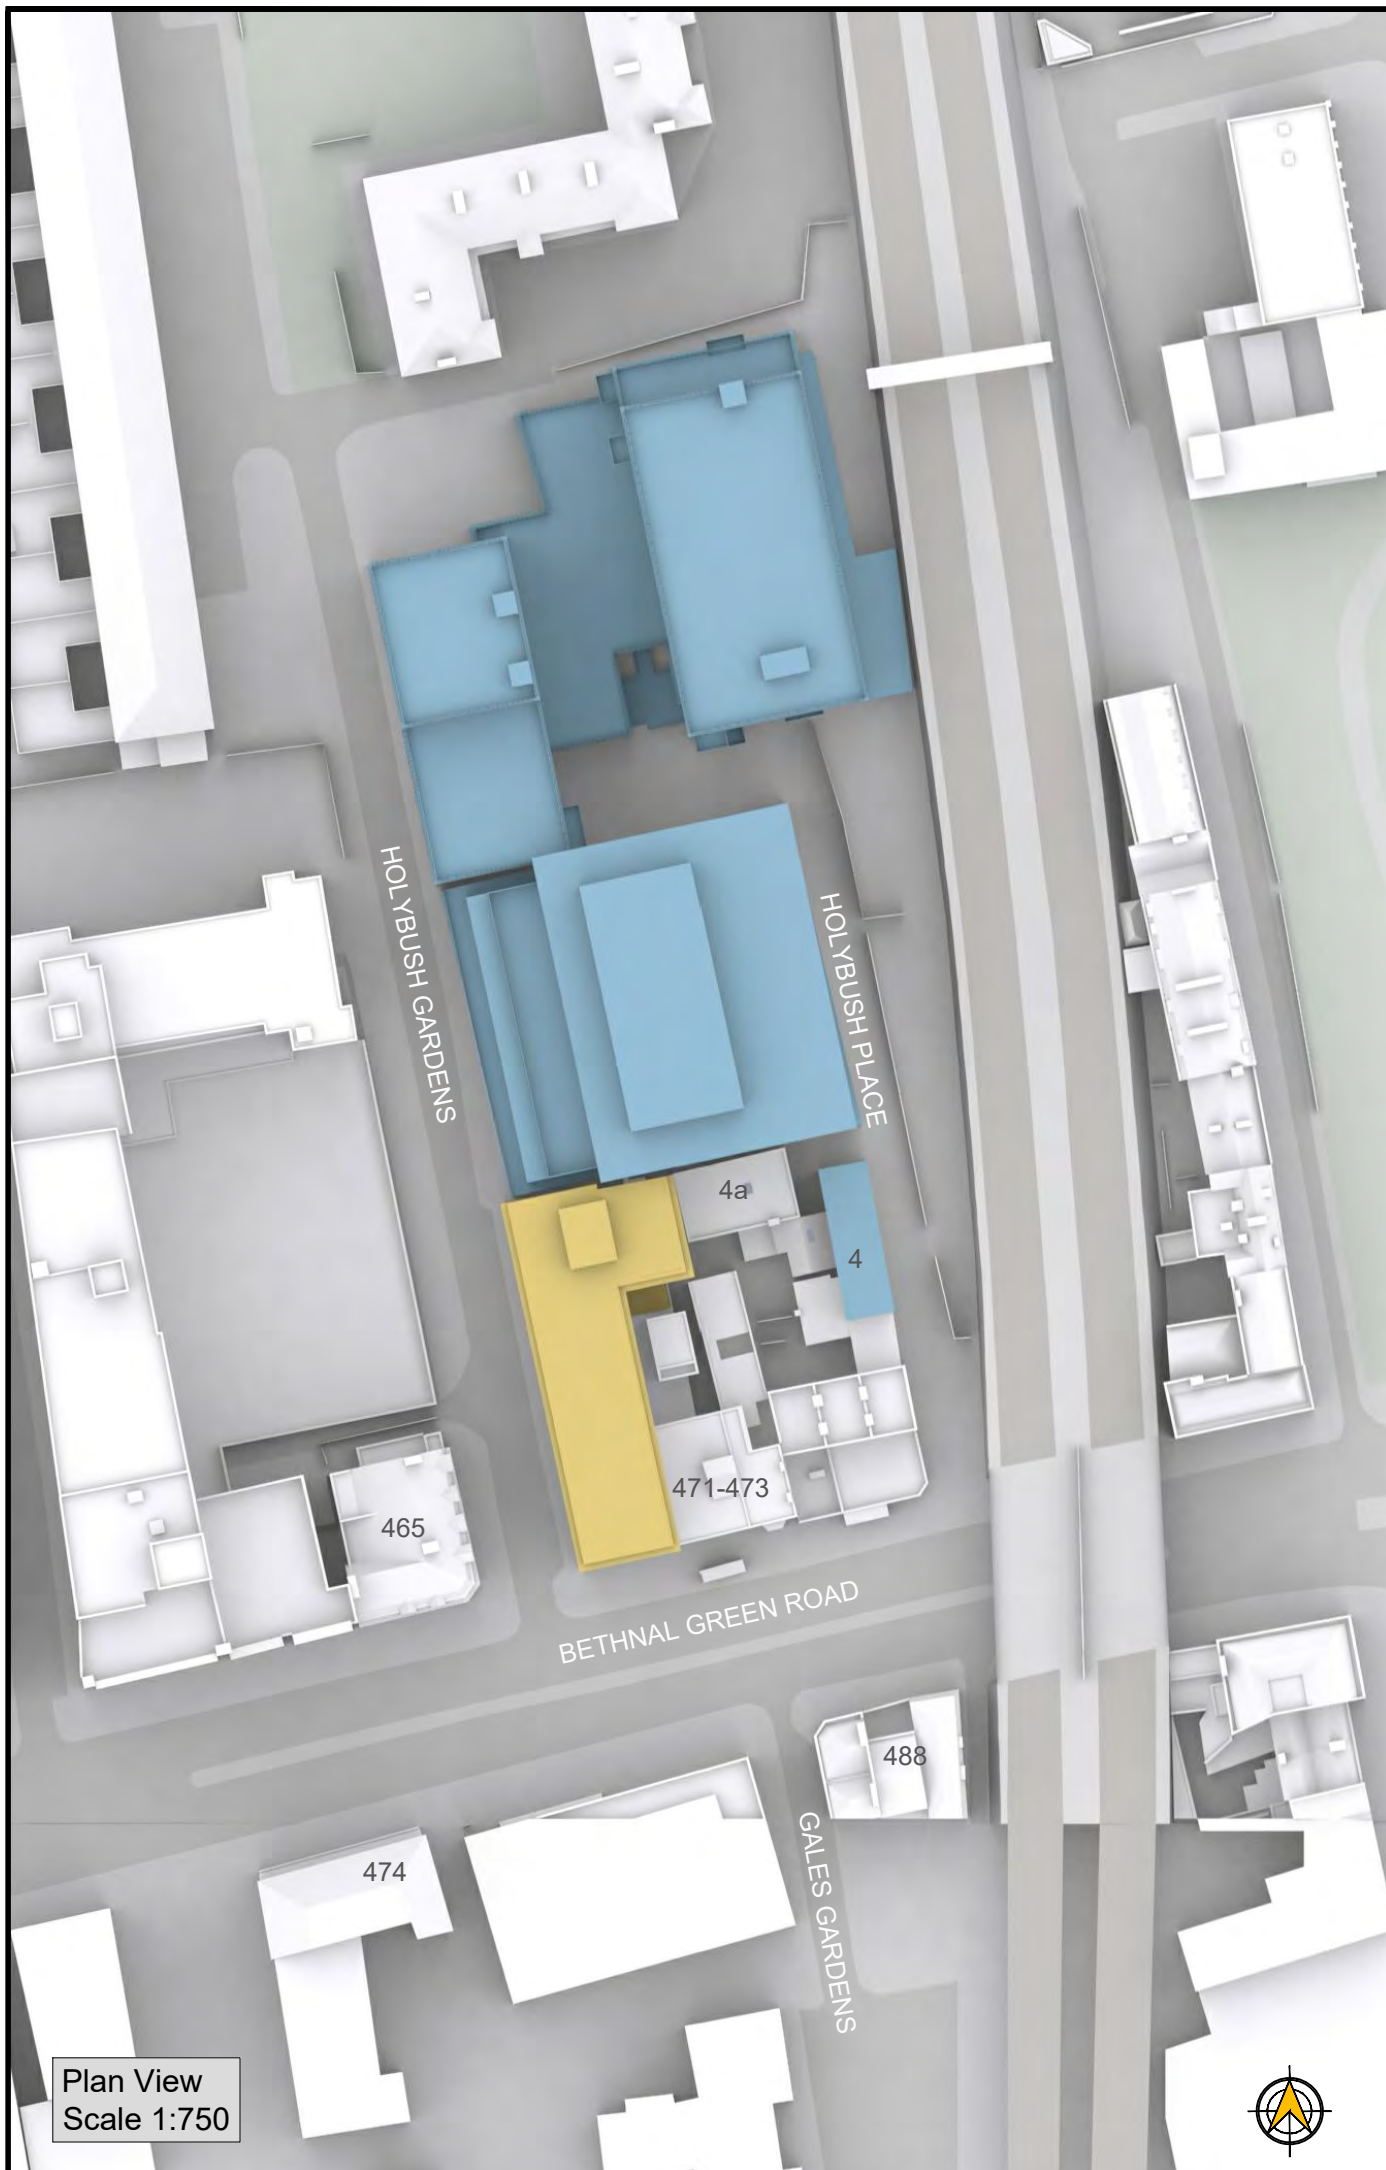 HOLYBUSH GARDENS
HOLYBUSH PLACE
4a
4
471-473
465
BETHNAL GREEN ROAD
488
GALES GARDENS
474
Plan View
Scale 1:750